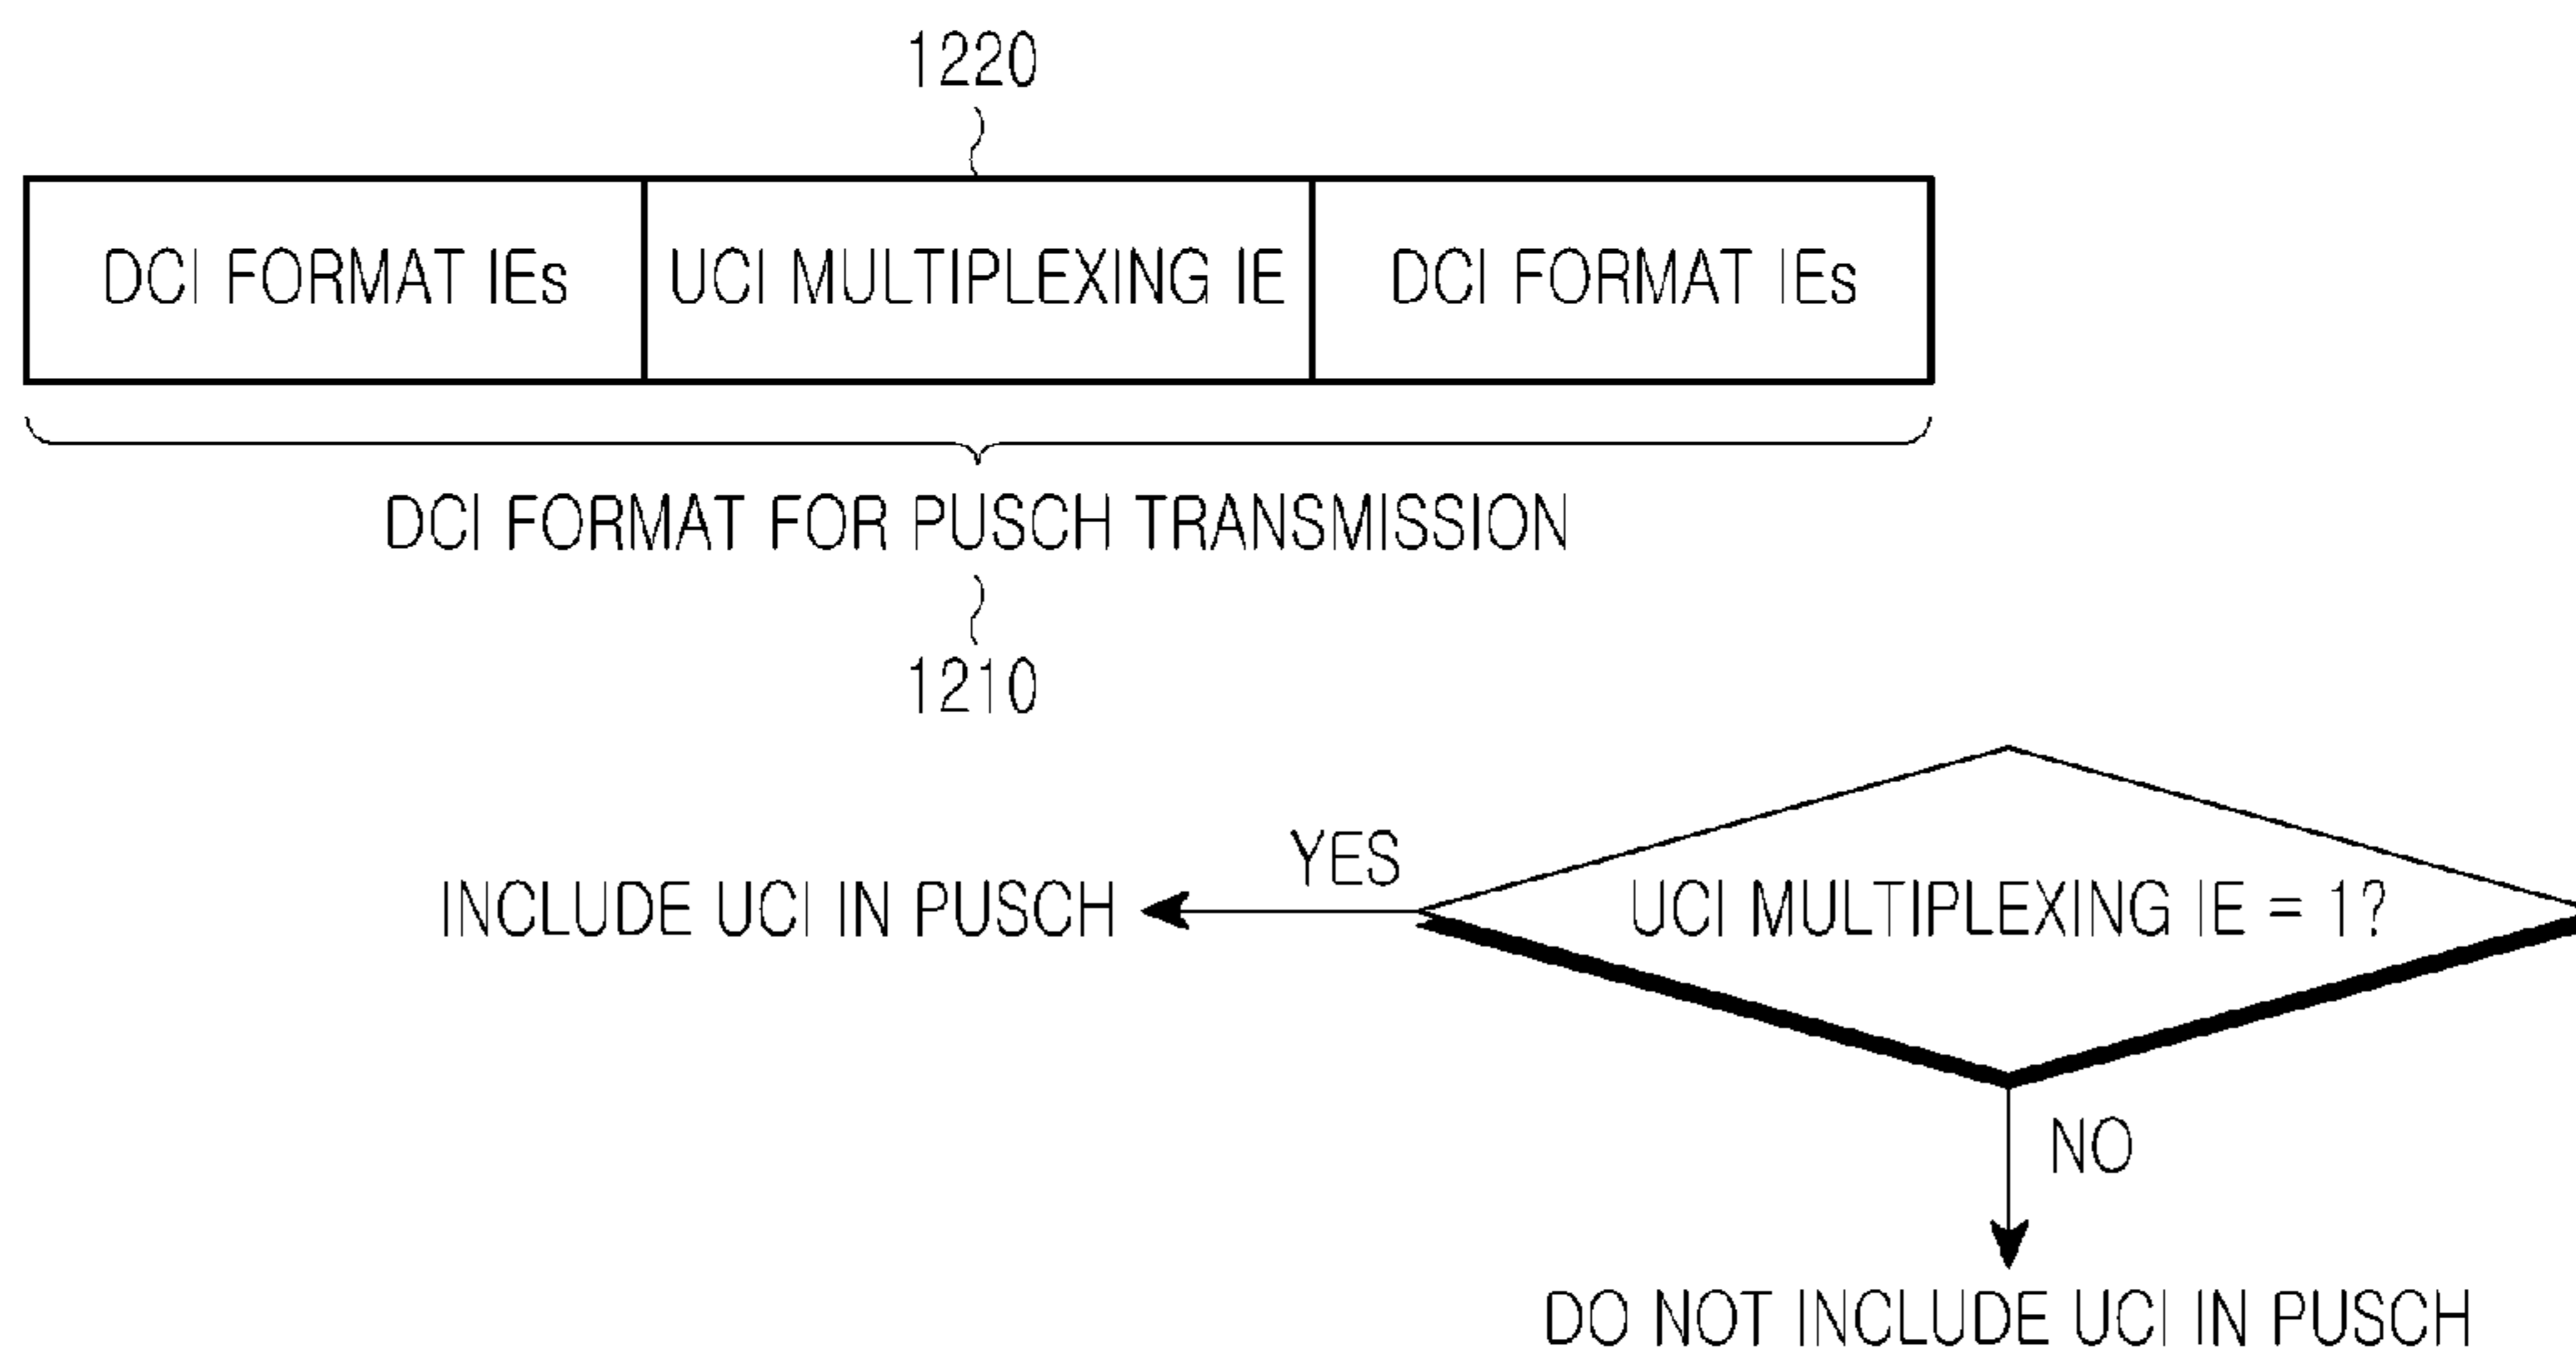 1220
DCI FORMAT IEs UCI MULTIPLEXING IE DCI FORMAT IEs
DCI FORMAT FOR PUSCH TRANSMISSION
1210
YES
INCLUDE UCI IN PUSCH
UCI MULTIPLEXING IE = 1?
NO
DO NOT INCLUDE UCI IN PUSCH